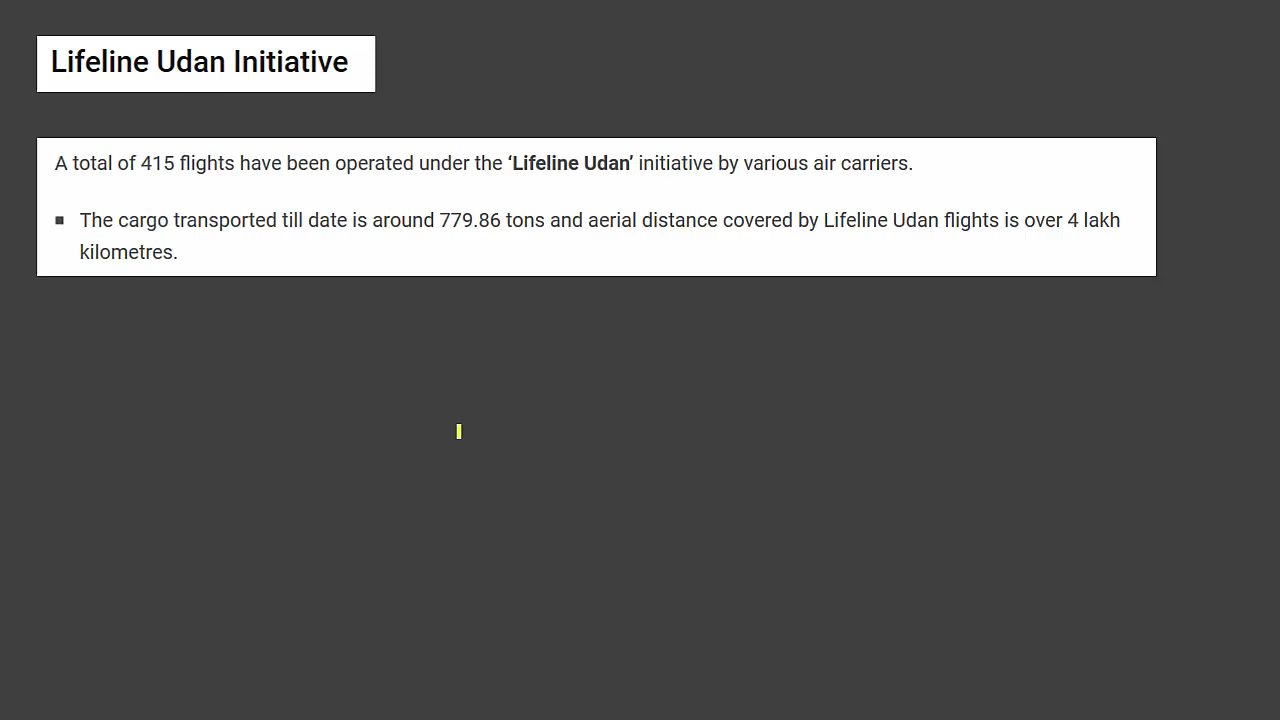 Lifeline Udan Initiative
A total of 415 flights have been operated under the ‘Lifeline Udan’ initiative by various air carriers.
▪ The cargo transported till date is around 779.86 tons and aerial distance covered by Lifeline Udan flights is over 4 lakh
kilometres.